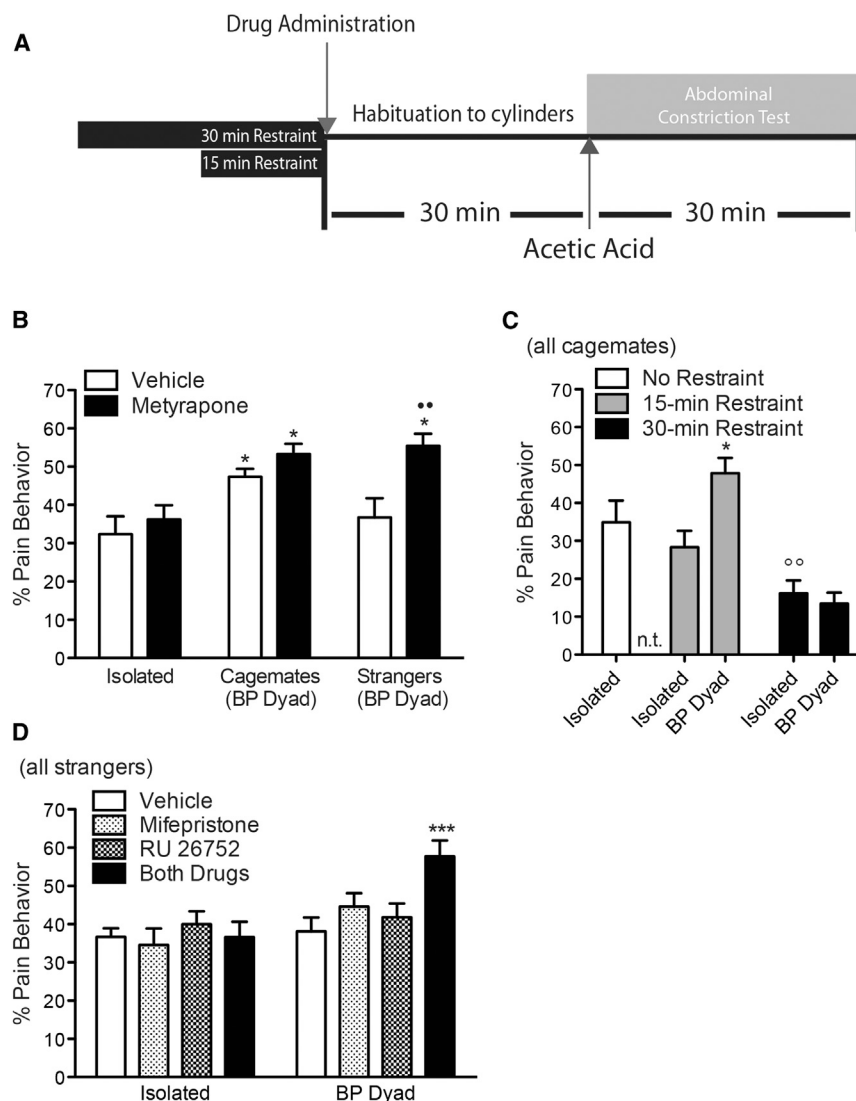 A
Drug Administration
Habituation to cylinders
Abdominal
Constriction Test
30 min Restraint
15 min Restraint
30 min
30 min
Acetic Acid
B
Vehicle
Metyrapone
% Pain Behavior
70
60
50
40
30
20
10
0
*
*
••
*
Isolated
Cagemates
(BP Dyad)
Strangers
(BP Dyad)
C
(all cagemates)
No Restraint
15-min Restraint
30-min Restraint
% Pain Behavior
70
60
50
40
30
20
10
0
n.t.
*
°°
Isolated
Isolated
BP Dyad
Isolated
BP Dyad
D
(all strangers)
Vehicle
Mifepristone
RU 26752
Both Drugs
% Pain Behavior
70
60
50
40
30
20
10
0
***
Isolated
BP Dyad